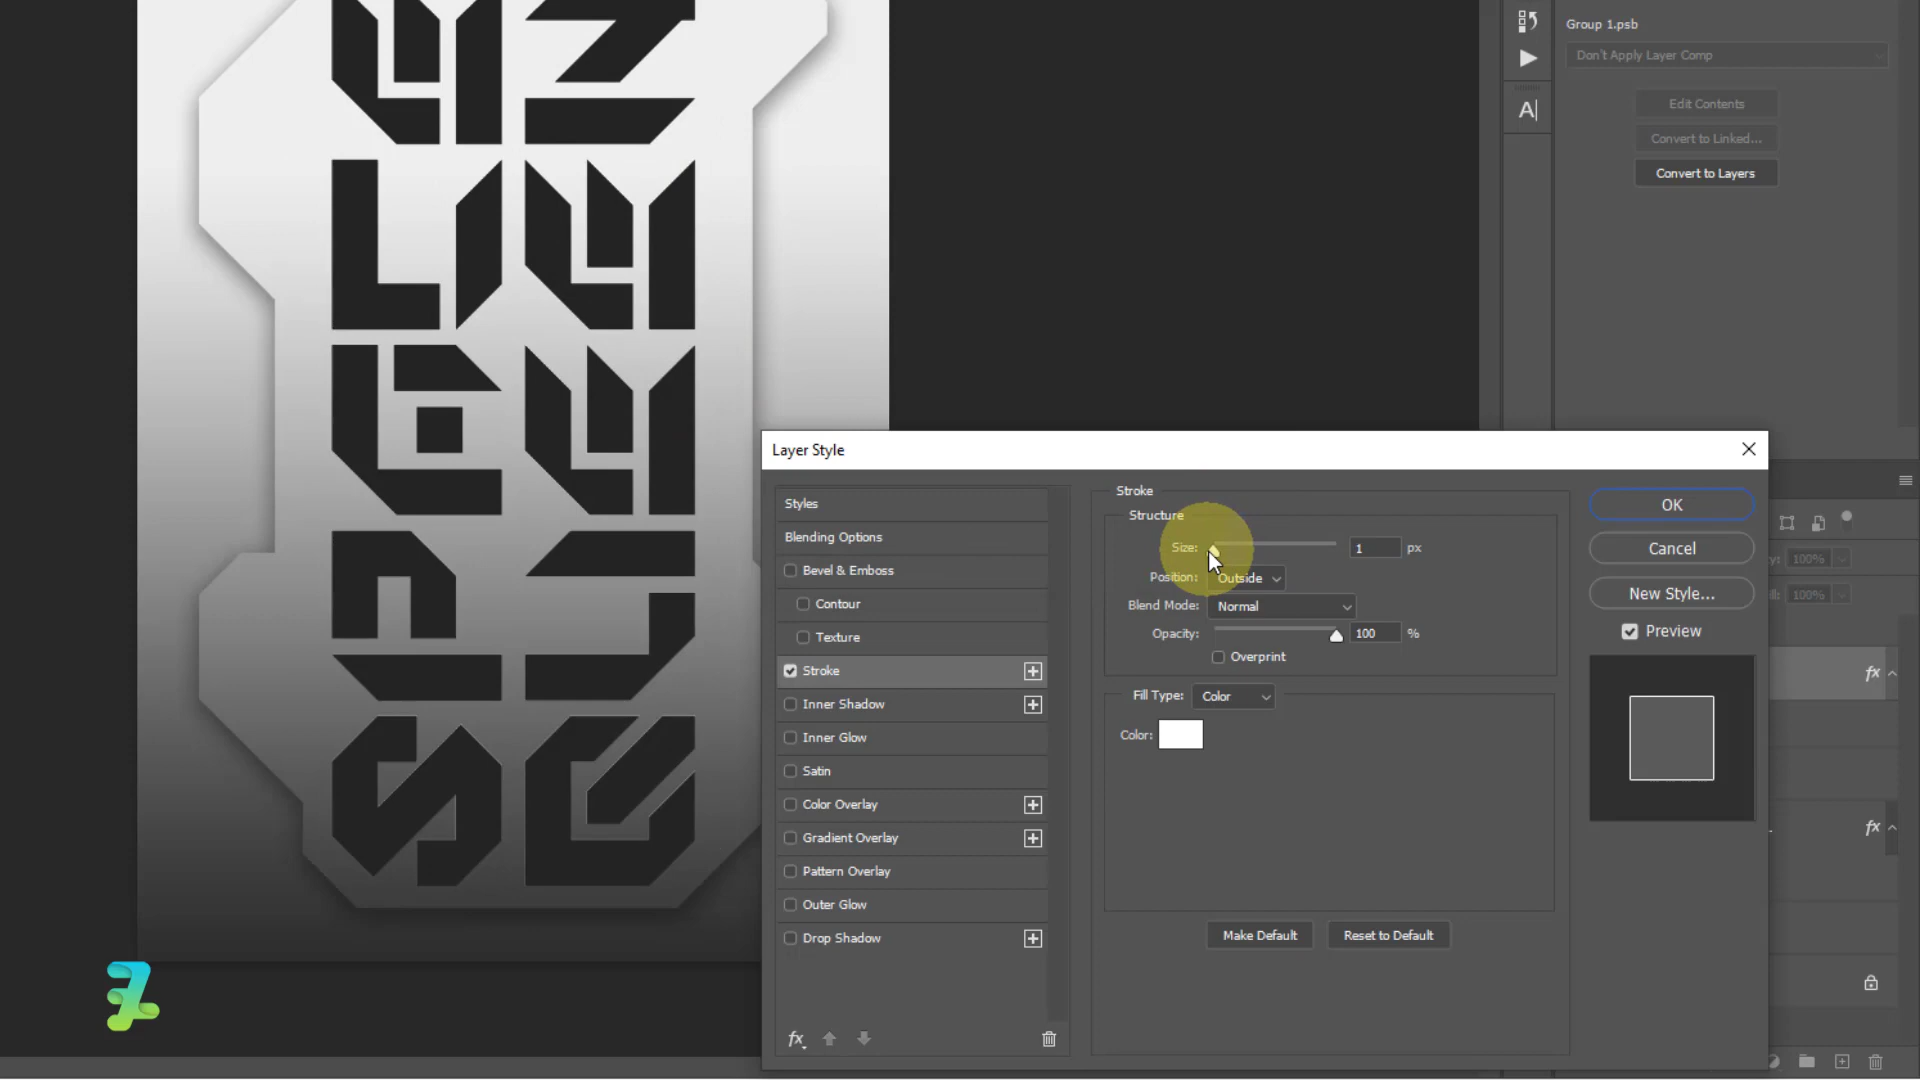 Group 1.psb
Don't Apply Layer Comp
Edit Contents
Convert to Linked...
Convert to Layers
A
Layer Style
Styles
Blending Options
Bevel & Emboss
Contour
Texture
Stroke
Inner Shadow
Inner Glow
Satin
Color Overlay
Gradient Overlay
Pattern Overlay
Outer Glow
Drop Shadow
fx
Stroke
Structure
Size: 1 px
Position: Outside
Blend Mode: Normal
Opacity: 100 %
Overprint
Fill Type: Color
Color:
Make Default
Reset to Default
OK
Cancel
New Style...
Preview
100%
100%
fx
fx